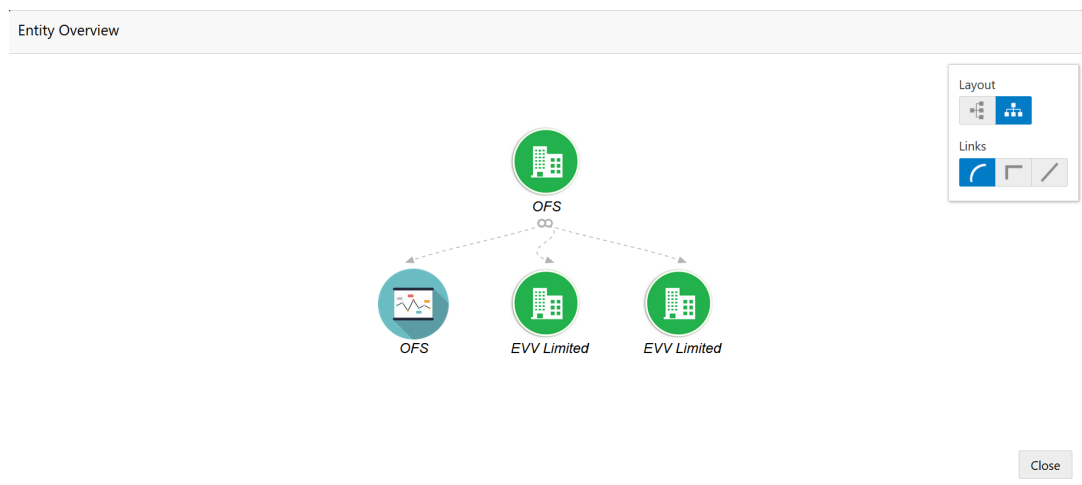 Entity Overview
Layout
Links
OFS
OFS
EVV Limited
EVV Limited
Close